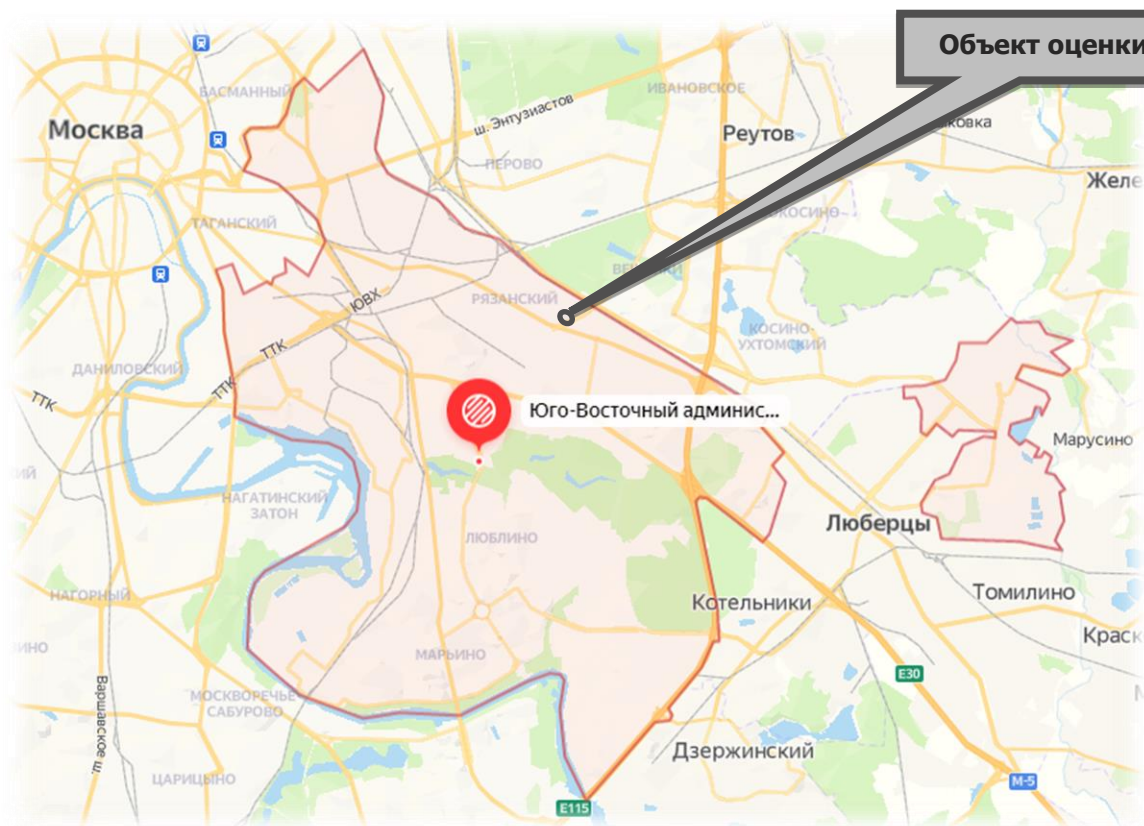 Объект оценки
БАСМАННЫЙ
ИВАНОВСКОЕ
Москва
ш. Энтузиастов
Реутов
ПЕРОВО
Желе
ТАГАНСКИЙ
РЯЗАНСКИЙ
ЮВХ
КОСИНО-
УХТОМСКИЙ
ТТК
ДАНИЛОВСКИЙ
ТТК
ТТК
Юго-Восточный админис...
Марусино
НАГАТИНСКИЙ
ЗАТОН
Люберцы
ЛЮБЛИНО
НАГОРНЫЙ
Котельники
Томилино
Краск
МАРЬИНО
E30
МОСКВОРЕЧЬЕ-
САБУРОВО
Варшавское ш.
Дзержинский
ЦАРИЦЫНО
М-5
E115